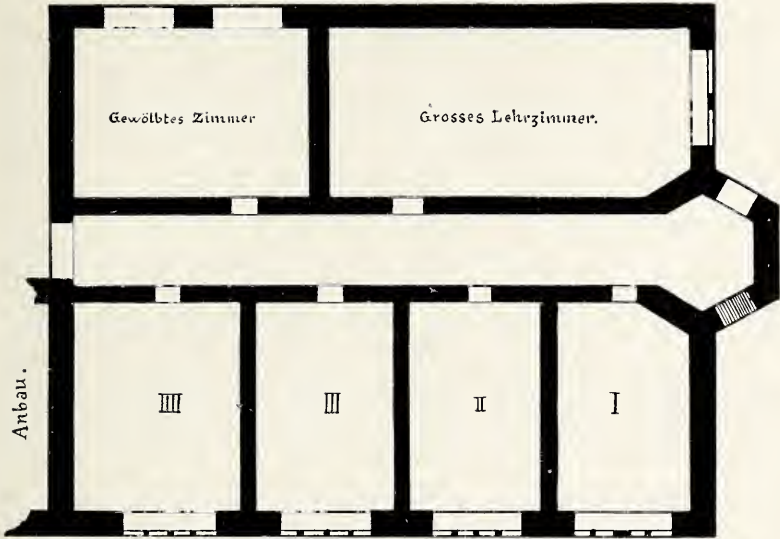 Gewölbtes Zimmer
Grosses Lehrzimmer.
Anbau.
IIII
III
II
I